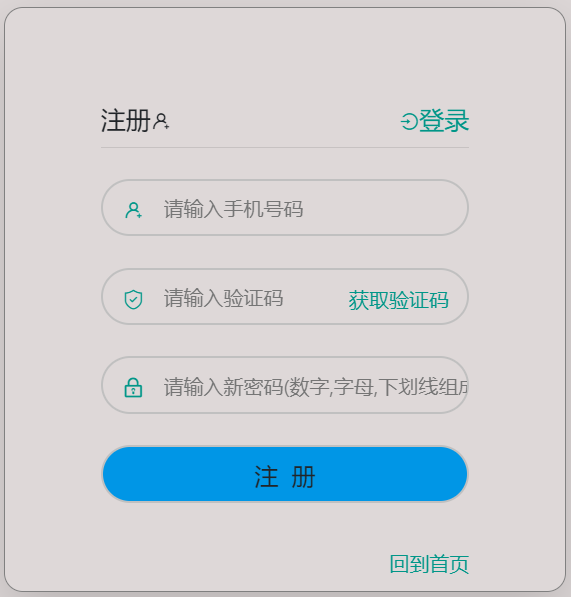 注册 登录
请输入手机号码
请输入验证码 获取验证码
请输入新密码(数字,字母,下划线组成
注 册
回到首页